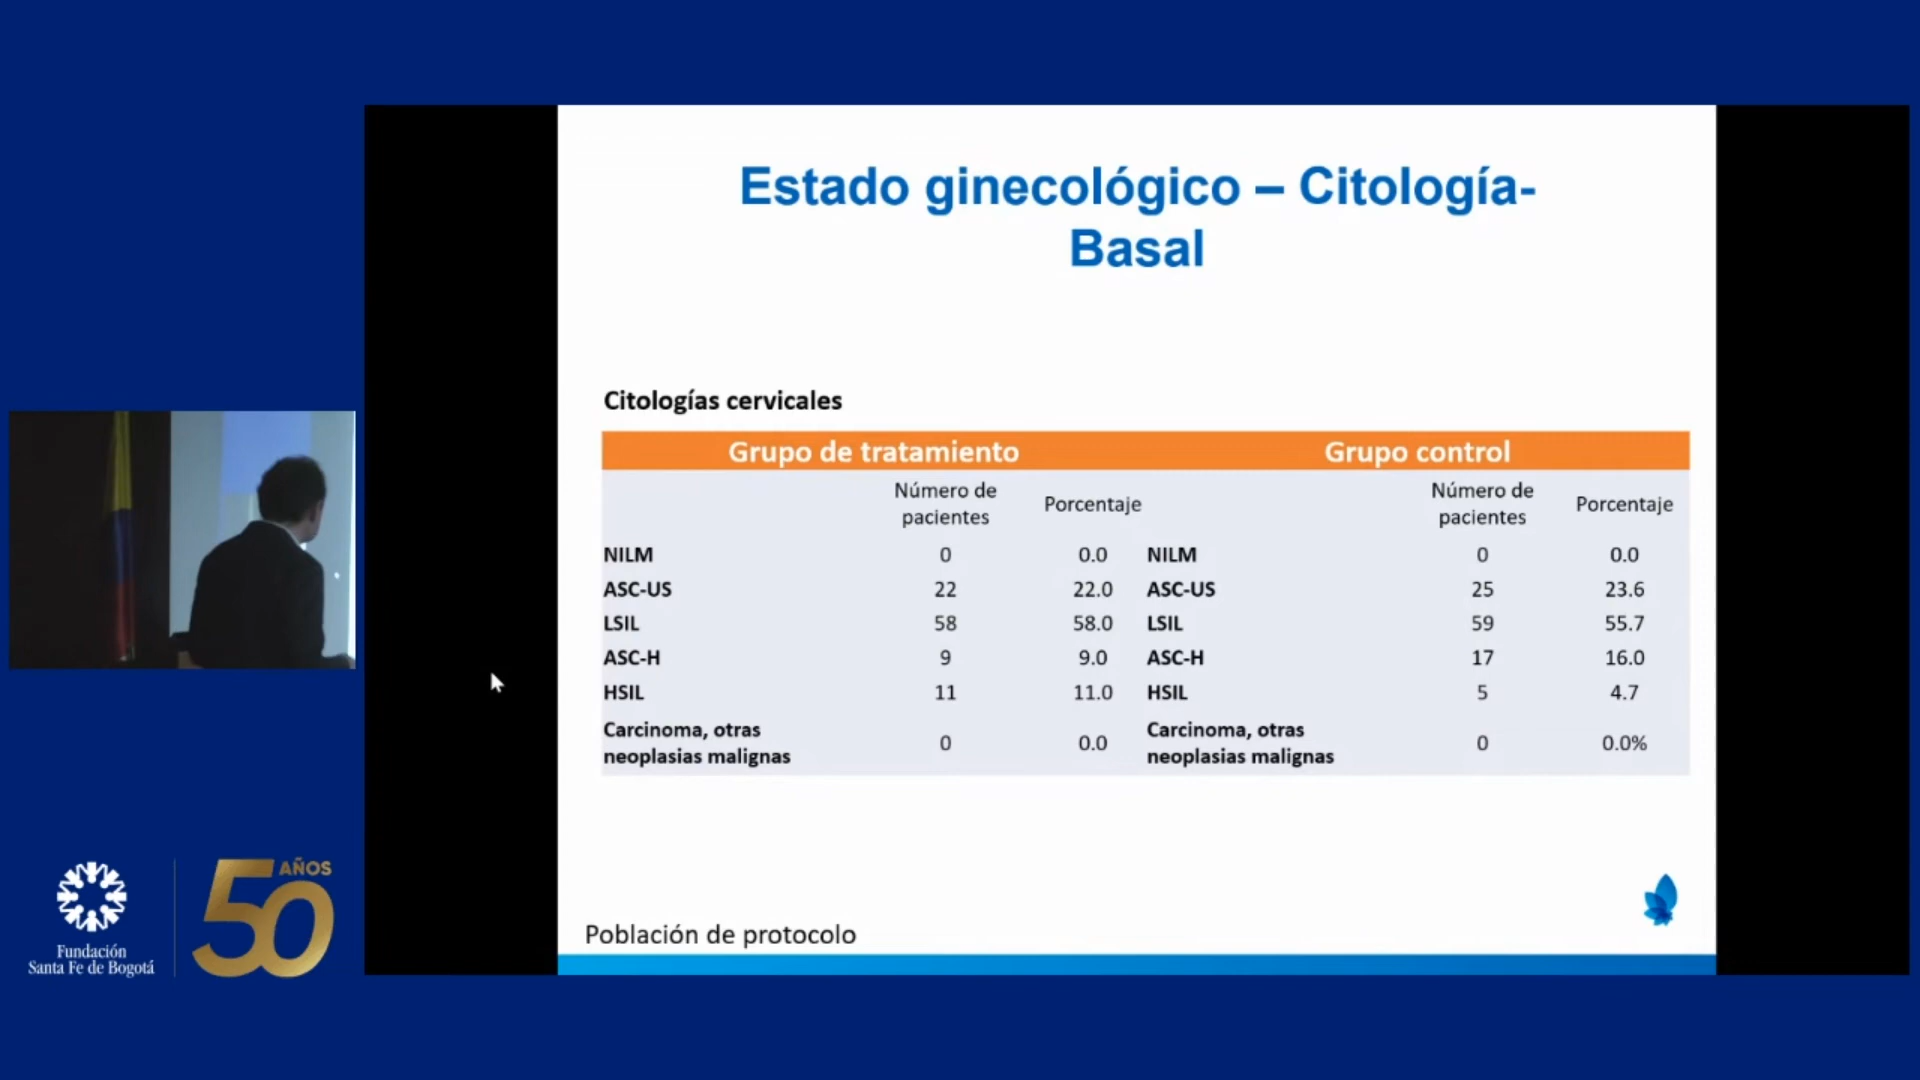 Estado ginecológico – Citología-
Basal
Citologías cervicales
Grupo de tratamiento Grupo control
Número de pacientes Porcentaje Número de pacientes Porcentaje
NILM 0 0.0 NILM 0 0.0
ASC-US 22 22.0 ASC-US 25 23.6
LSIL 58 58.0 LSIL 59 55.7
ASC-H 9 9.0 ASC-H 17 16.0
HSIL 11 11.0 HSIL 5 4.7
Carcinoma, otras neoplasias malignas 0 0.0 Carcinoma, otras neoplasias malignas 0 0.0%
Población de protocolo
Fundación
Santa Fe de Bogotá
50 AÑOS